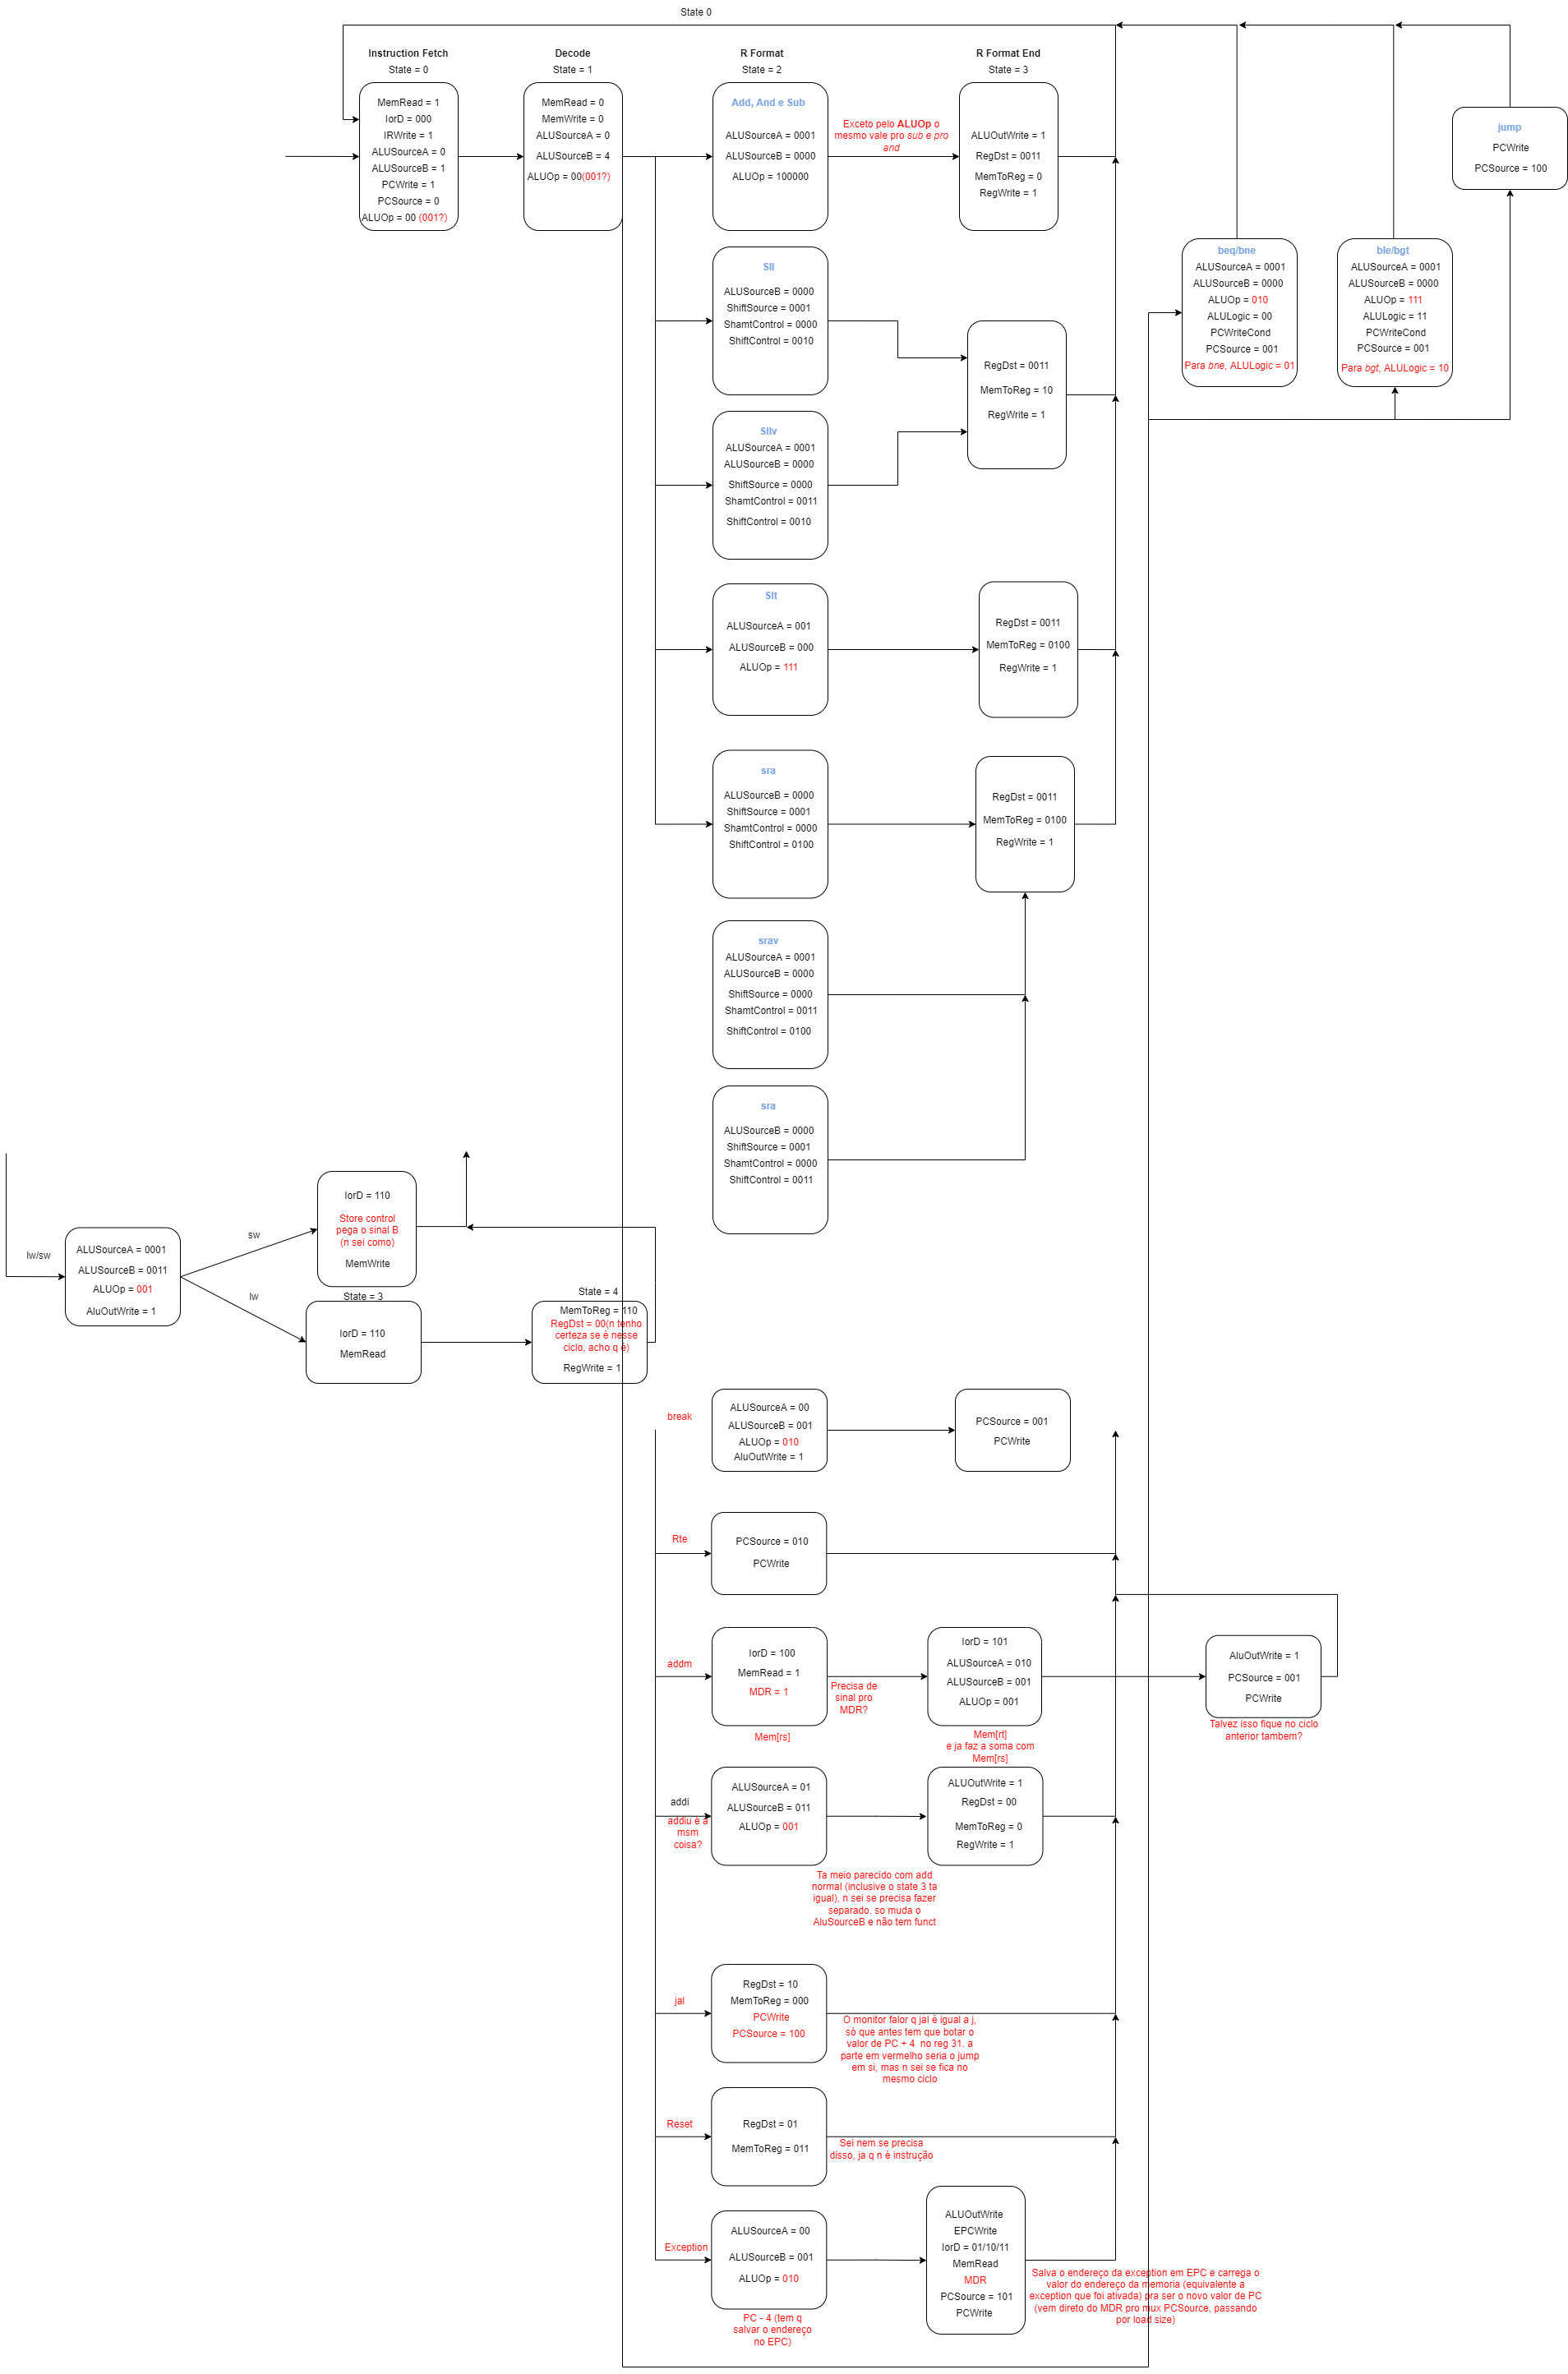 State 0
Instruction Fetch
State = 0
MemRead = 1
IorD = 000
IRWrite = 1
ALUSourceA = 0
ALUSourceB = 1
PCWrite = 1
PCSource = 0
ALUOp = 00 (001?)
Decode
State = 1
MemRead = 0
MemWrite = 0
ALUSourceA = 0
ALUSourceB = 4
ALUOp = 00(001?)
R Format
State = 2
Add, And e Sub
ALUSourceA = 0001
ALUSourceB = 0000
ALUOp = 100000
Exceto pelo ALUOp o
mesmo vale pro sub e pro
and
R Format End
State = 3
ALUOutWrite = 1
RegDst = 0011
MemToReg = 0
RegWrite = 1
jump
PCWrite
PCSource = 100
beq/bne
ALUSourceA = 0001
ALUSourceB = 0000
ALUOp = 010
ALULogic = 00
PCWriteCond
PCSource = 001
Para bne, ALULogic = 01
ble/bgt
ALUSourceA = 0001
ALUSourceB = 0000
ALUOp = 111
ALULogic = 11
PCWriteCond
PCSource = 001
Para bgt, ALULogic = 10
Sll
ALUSourceB = 0000
ShiftSource = 0001
ShamtControl = 0000
ShiftControl = 0010
RegDst = 0011
MemToReg = 10
RegWrite = 1
Sllv
ALUSourceA = 0001
ALUSourceB = 0000
ShiftSource = 0000
ShamtControl = 0011
ShiftControl = 0010
Slt
ALUSourceA = 001
ALUSourceB = 000
ALUOp = 111
RegDst = 0011
MemToReg = 0100
RegWrite = 1
sra
ALUSourceB = 0000
ShiftSource = 0001
ShamtControl = 0000
ShiftControl = 0100
RegDst = 0011
MemToReg = 0100
RegWrite = 1
srav
ALUSourceA = 0001
ALUSourceB = 0000
ShiftSource = 0000
ShamtControl = 0011
ShiftControl = 0100
sra
ALUSourceB = 0000
ShiftSource = 0001
ShamtControl = 0000
ShiftControl = 0011
lw/sw
ALUSourceA = 0001
ALUSourceB = 0011
ALUOp = 001
AluOutWrite = 1
sw
IorD = 110
Store control
pega o sinal B
(n sei como)
MemWrite
lw
State = 3
IorD = 110
MemRead
State = 4
MemToReg = 110
RegDst = 00(n tenho
certeza se é nesse
ciclo, acho q é)
RegWrite = 1
break
ALUSourceA = 00
ALUSourceB = 001
ALUOp = 010
AluOutWrite = 1
PCSource = 001
PCWrite
Rte
PCSource = 010
PCWrite
addm
IorD = 100
MemRead = 1
MDR = 1
Mem[rs]
Precisa de
sinal pro
MDR?
IorD = 101
ALUSourceA = 010
ALUSourceB = 001
ALUOp = 001
Mem[rt]
e ja faz a soma com
Mem[rs]
AluOutWrite = 1
PCSource = 001
PCWrite
Talvez isso fique no ciclo
anterior tambem?
addi
addiu é a
msm
coisa?
ALUSourceA = 01
ALUSourceB = 011
ALUOp = 001
ALUOutWrite = 1
RegDst = 00
MemToReg = 0
RegWrite = 1
Ta meio parecido com add
normal (inclusive o state 3 ta
igual), n sei se precisa fazer
separado. so muda o
AluSourceB e não tem funct
jal
RegDst = 10
MemToReg = 000
PCWrite
PCSource = 100
O monitor falor q jal é igual a j,
só que antes tem que botar o
valor de PC + 4 no reg 31. a
parte em vermelho seria o jump
em si, mas n sei se fica no
mesmo ciclo
Reset
RegDst = 01
MemToReg = 011
Sei nem se precisa
disso, ja q n é instrução
Exception
ALUSourceA = 00
ALUSourceB = 001
ALUOp = 010
PC - 4 (tem q
salvar o endereço
no EPC)
ALUOutWrite
EPCWrite
IorD = 01/10/11
MemRead
MDR
PCSource = 101
PCWrite
Salva o endereço da exception em EPC e carrega o
valor do endereço da memoria (equivalente a
exception que foi ativada) pra ser o novo valor de PC
(vem direto do MDR pro mux PCSource, passando
por load size)